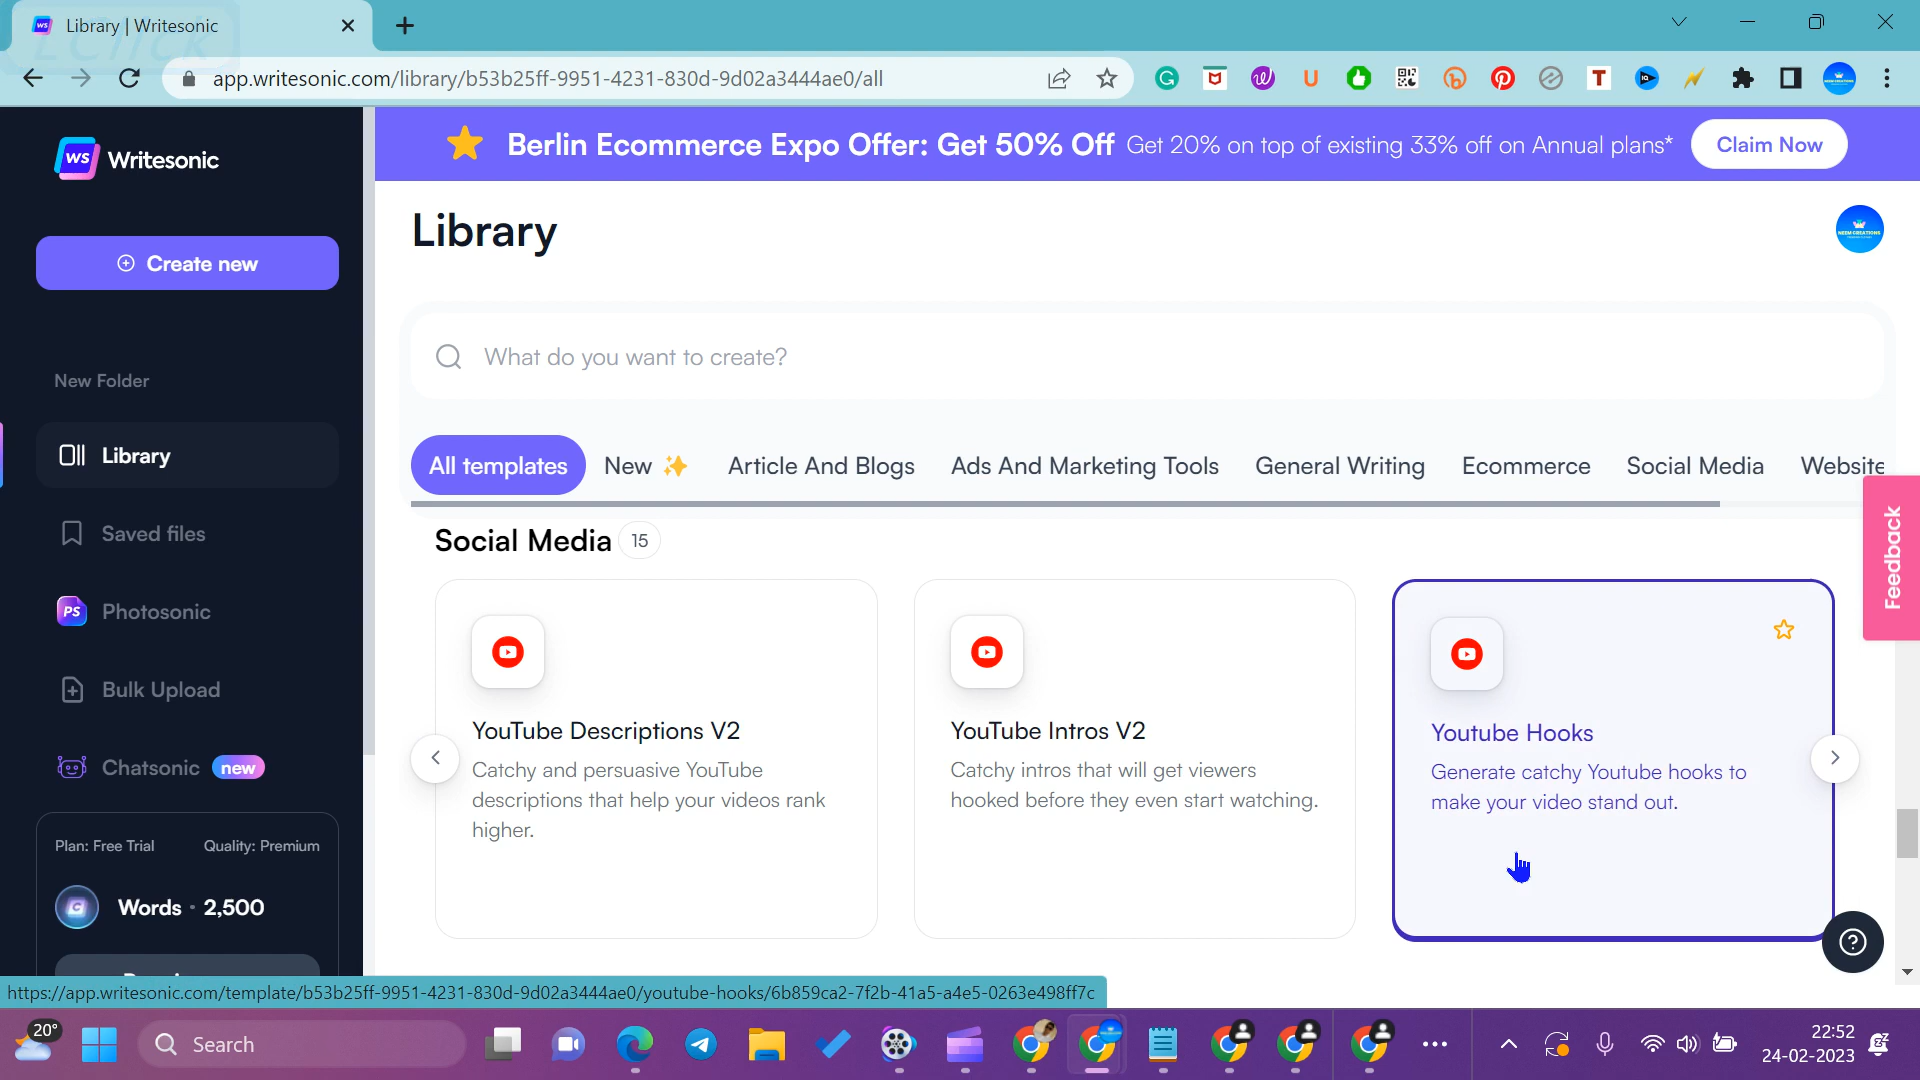 Library | Writesonic
app.writesonic.com/library/b53b25ff-9951-4231-830d-9d02a3444ae0/all
Writesonic
Berlin Ecommerce Expo Offer: Get 50% Off Get 20% on top of existing 33% off on Annual plans*
Claim Now
Library
Create new
What do you want to create?
New Folder
Library
All templates New Article And Blogs Ads And Marketing Tools General Writing Ecommerce Social Media Website
Feedback
Saved files
Photosonic
Bulk Upload
Chatsonic new
Social Media 15
YouTube Descriptions V2
Catchy and persuasive YouTube
descriptions that help your videos rank
higher.
YouTube Intros V2
Catchy intros that will get viewers
hooked before they even start watching.
Youtube Hooks
Generate catchy Youtube hooks to
make your video stand out.
Plan: Free Trial Quality: Premium
Words · 2,500
https://app.writesonic.com/template/b53b25ff-9951-4231-830d-9d02a3444ae0/youtube-hooks/6b859ca2-7f2b-41a5-a4e5-0263e498ff7c
20°
Search
22:52
24-02-2023